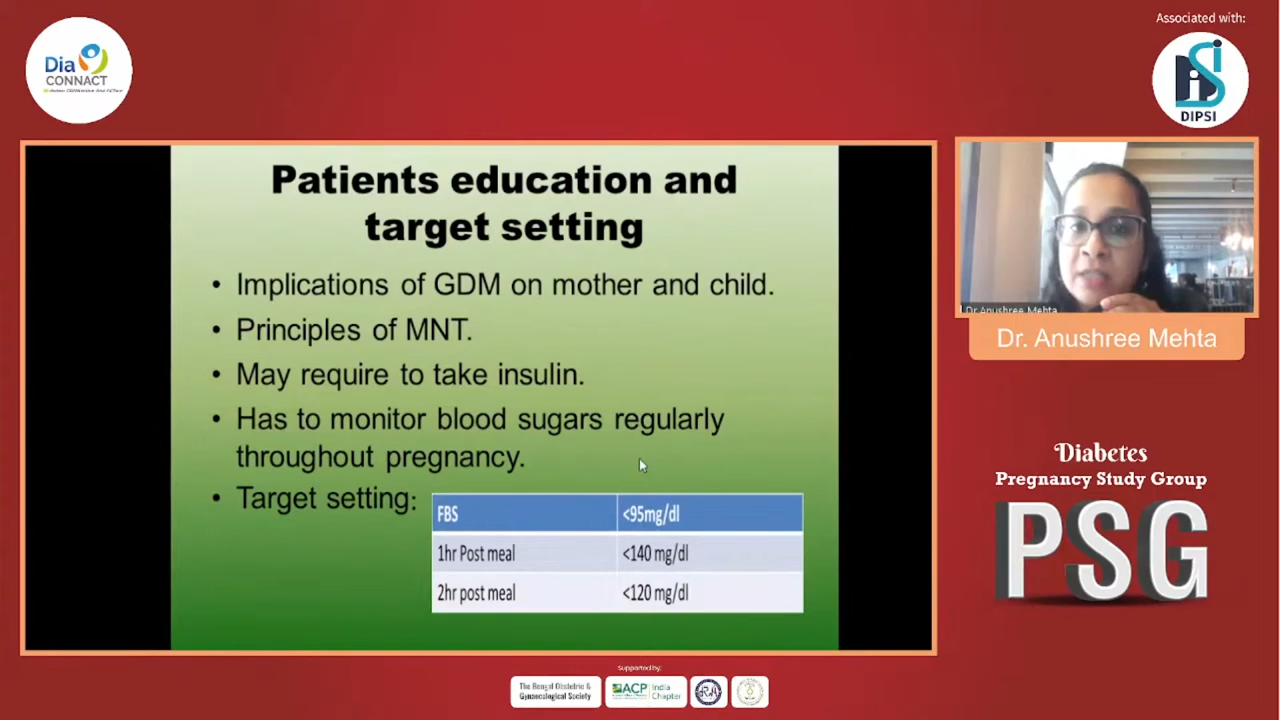 Associated with:
Dia
CONNACT
DIPSI
Patients education and
target setting
• Implications of GDM on mother and child.
• Principles of MNT.
• May require to take insulin.
• Has to monitor blood sugars regularly
throughout pregnancy.
• Target setting:
FBS <95mg/dl
1hr Post meal <140 mg/dl
2hr post meal <120 mg/dl
Dr Anushree Mehta
Dr. Anushree Mehta
Diabetes
Pregnancy Study Group
PSG
Supported by:
The Bengal Obstetric &
Gynaecological Society
ACP India
Chapter